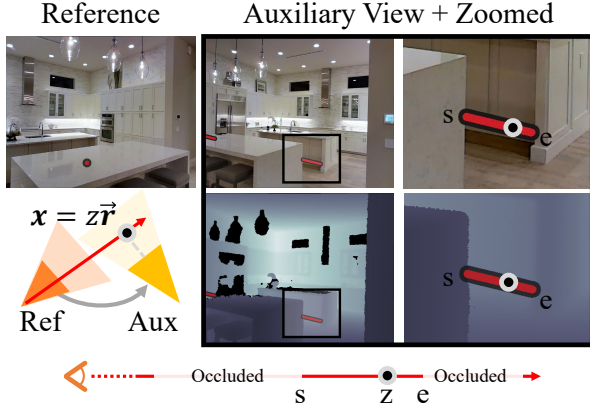 Reference
Auxiliary View + Zoomed
s
e
x = zr⃗
s
e
Ref
Aux
Occluded
Occluded
s
z
e